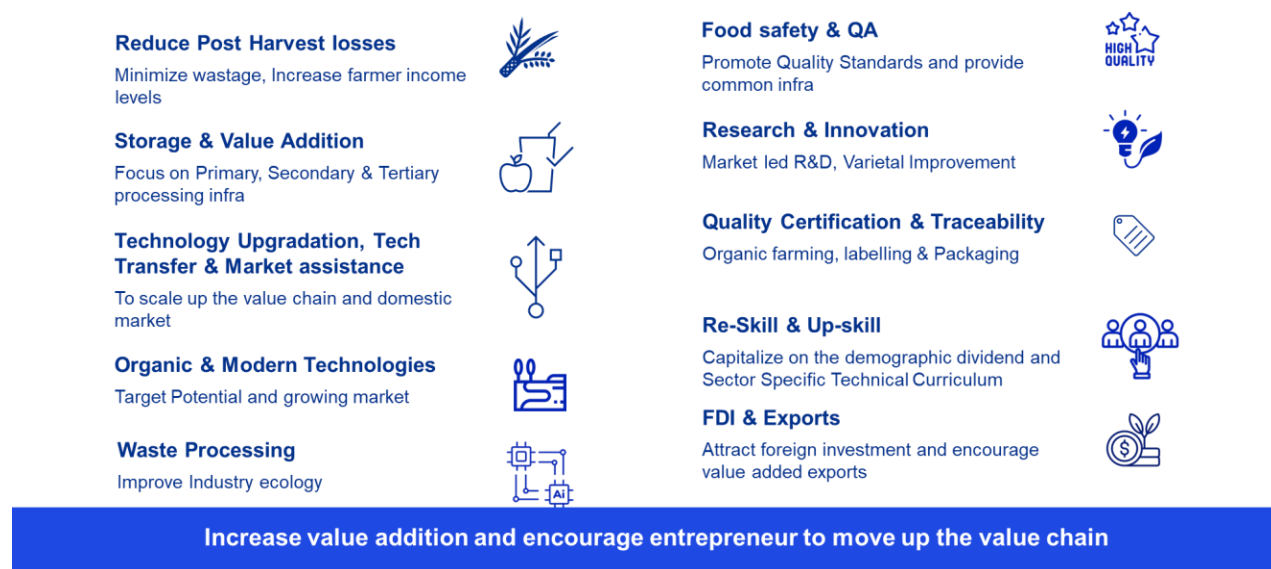 Reduce Post Harvest losses
Minimize wastage, Increase farmer income
levels
Storage & Value Addition
Focus on Primary, Secondary & Tertiary
processing infra
Technology Upgradation, Tech
Transfer & Market assistance
To scale up the value chain and domestic
market
Organic & Modern Technologies
Target Potential and growing market
Waste Processing
Improve Industry ecology
Ai
Food safety & QA
Promote Quality Standards and provide
common infra
HIGH
QUALITY
Research & Innovation
Market led R&D, Varietal Improvement
Quality Certification & Traceability
Organic farming, labelling & Packaging
Re-Skill & Up-skill
Capitalize on the demographic dividend and
Sector Specific Technical Curriculum
FDI & Exports
Attract foreign investment and encourage
value added exports
$
Increase value addition and encourage entrepreneur to move up the value chain